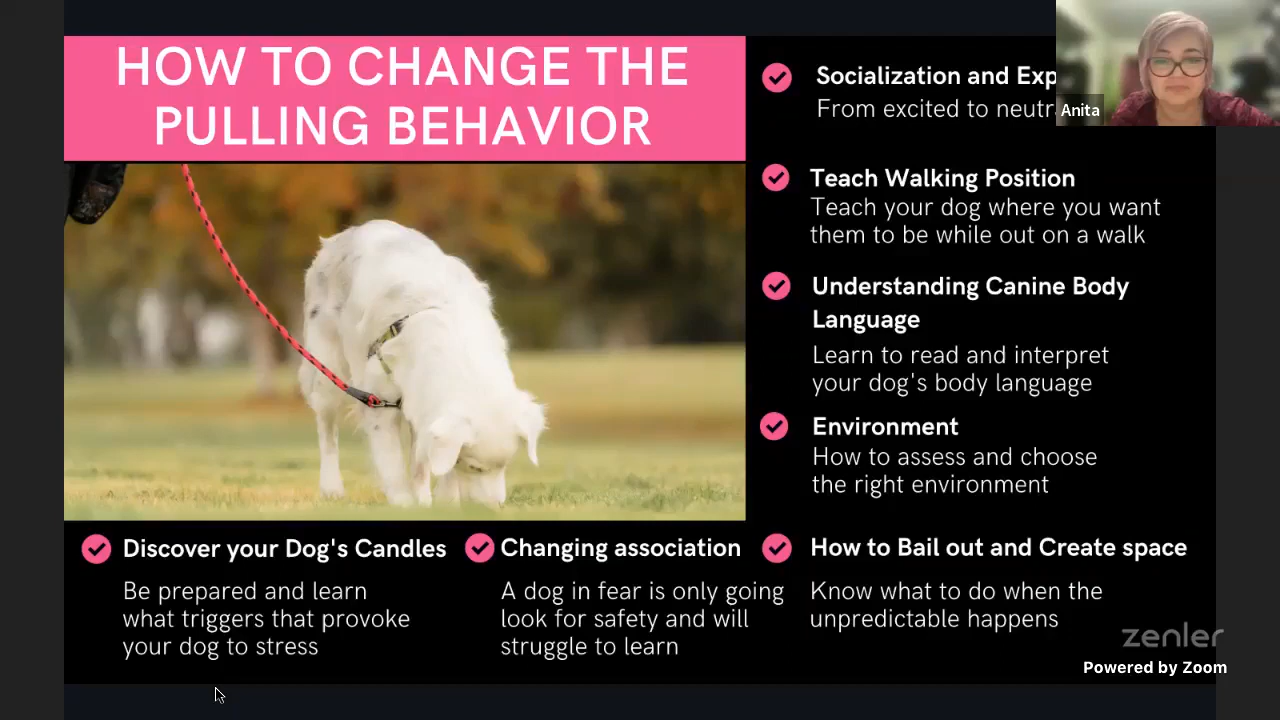 HOW TO CHANGE THE
PULLING BEHAVIOR
Socialization and
From excited to
Anita
Teach Walking Position
Teach your dog where you want
them to be while out on a walk
Understanding Canine Body
Language
Learn to read and interpret
your dog's body language
Environment
How to assess and choose
the right environment
Discover your Dog's Candles
Be prepared and learn
what triggers that provoke
your dog to stress
Changing association
A dog in fear is only going
look for safety and will
struggle to learn
How to Bail out and Create space
Know what to do when the
unpredictable happens
zenler
Powered by Zoom